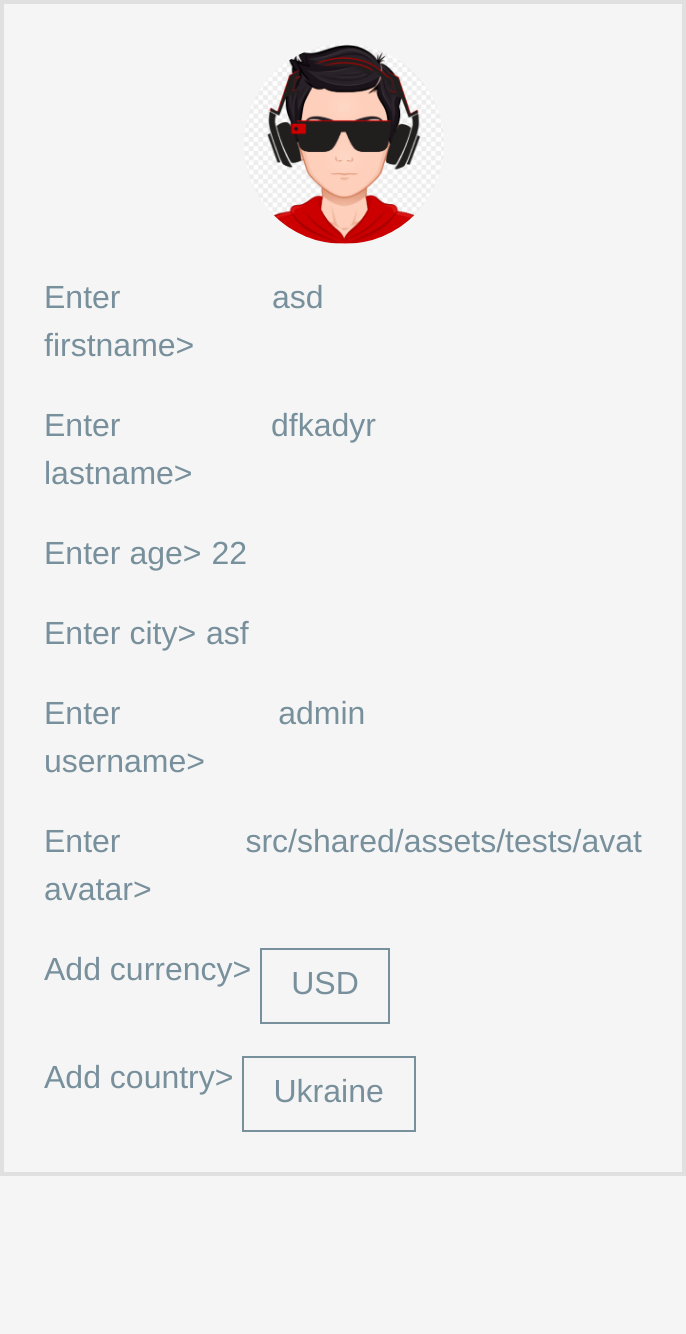 Enter asd
firstname>
Enter dfkadyr
lastname>
Enter age> 22
Enter city> asf
Enter admin
username>
Enter src/shared/assets/tests/avat
avatar>
Add currency> USD
Add country> Ukraine